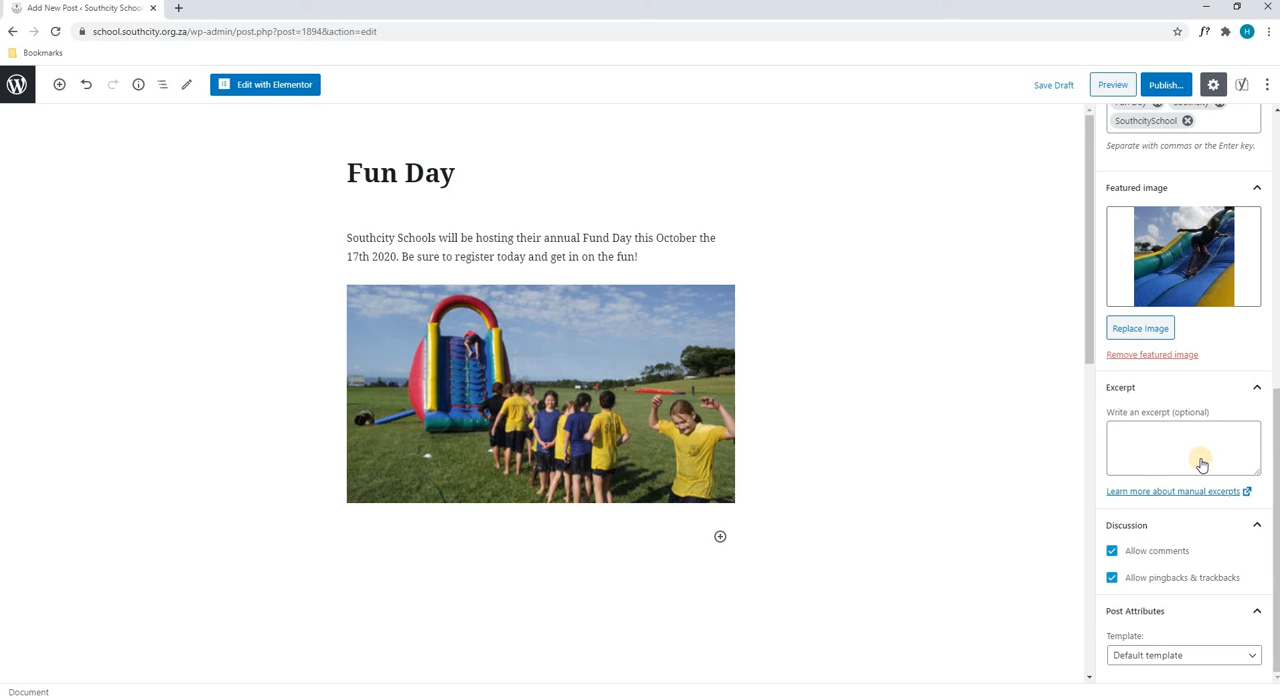 Add New Post ‹ Southcity Schoo
school.southcity.org.za/wp-admin/post.php?post=1894&action=edit
f?
H
Bookmarks
Edit with Elementor
Save Draft
Preview
Publish...
Fun Day
Southcity
SouthcitySchool
Separate with commas or the Enter key.
Fun Day
Southcity Schools will be hosting their annual Fund Day this October the
17th 2020. Be sure to register today and get in on the fun!
Featured image
Replace Image
Remove featured image
Excerpt
Write an excerpt (optional)
Learn more about manual excerpts
Discussion
Allow comments
Allow pingbacks & trackbacks
Post Attributes
Template:
Default template
Document